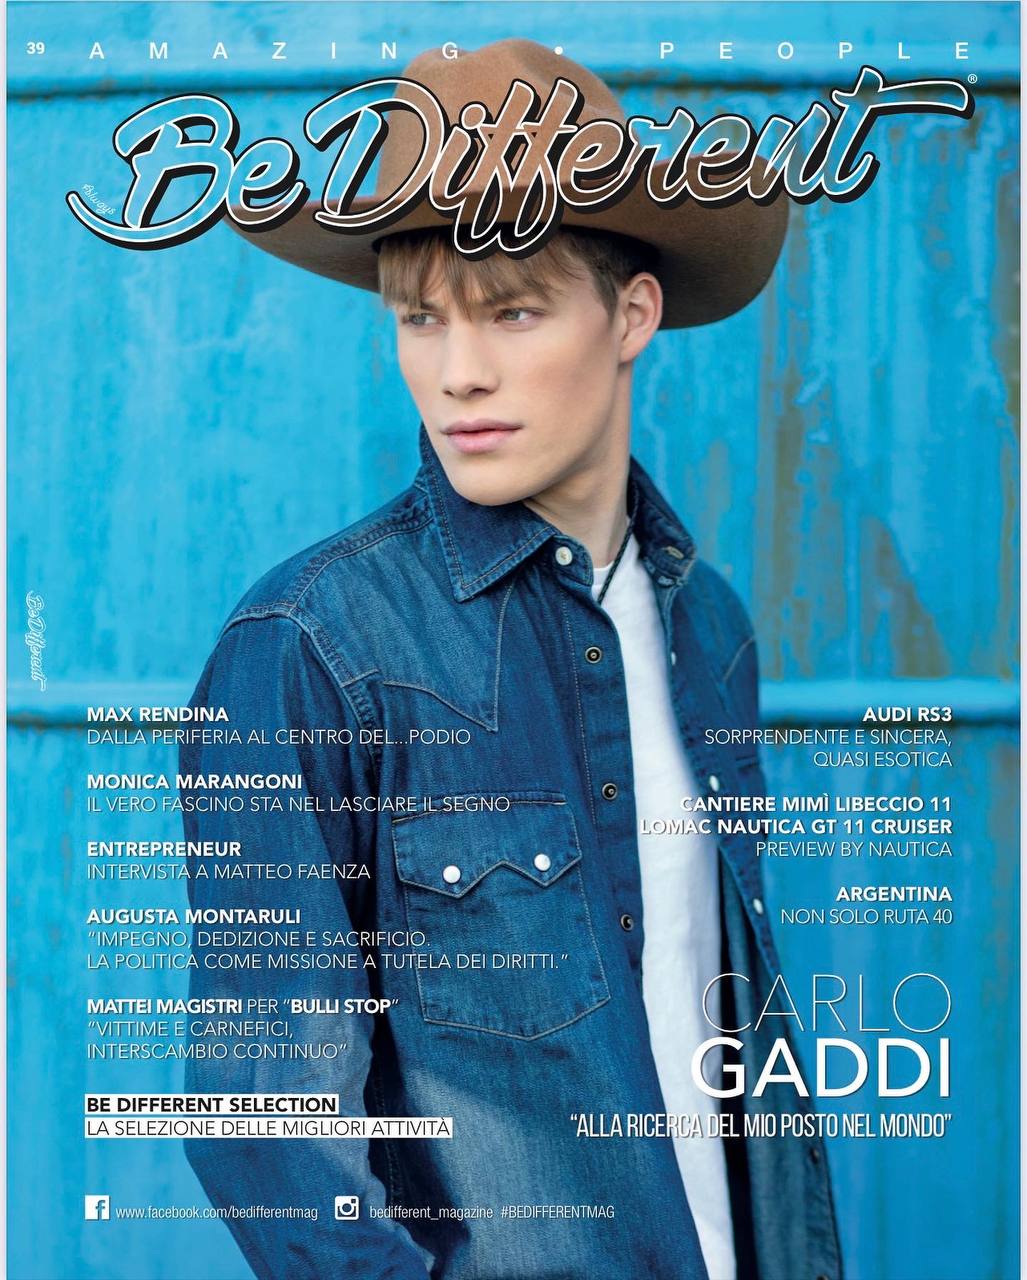 39 AMAZING • PEOPLE
Always
Be Different®
Be Different
MAX RENDINA
DALLA PERIFERIA AL CENTRO DEL...PODIO
MONICA MARANGONI
IL VERO FASCINO STA NEL LASCIARE IL SEGNO
ENTREPRENEUR
INTERVISTA A MATTEO FAENZA
AUGUSTA MONTARULI
“IMPEGNO, DEDIZIONE E SACRIFICIO.
LA POLITICA COME MISSIONE A TUTELA DEI DIRITTI.”
MATTEI MAGISTRI PER “BULLI STOP”
“VITTIME E CARNEFICI,
INTERSCAMBIO CONTINUO”
BE DIFFERENT SELECTION
LA SELEZIONE DELLE MIGLIORI ATTIVITÀ
AUDI RS3
SORPRENDENTE E SINCERA,
QUASI ESOTICA
CANTIERE MIMÌ LIBECCIO 11
LOMAC NAUTICA GT 11 CRUISER
PREVIEW BY NAUTICA
ARGENTINA
NON SOLO RUTA 40
CARLO
GADDI
“ALLA RICERCA DEL MIO POSTO NEL MONDO”
www.facebook.com/bedifferentmag bedifferent_magazine #BEDIFFERENTMAG